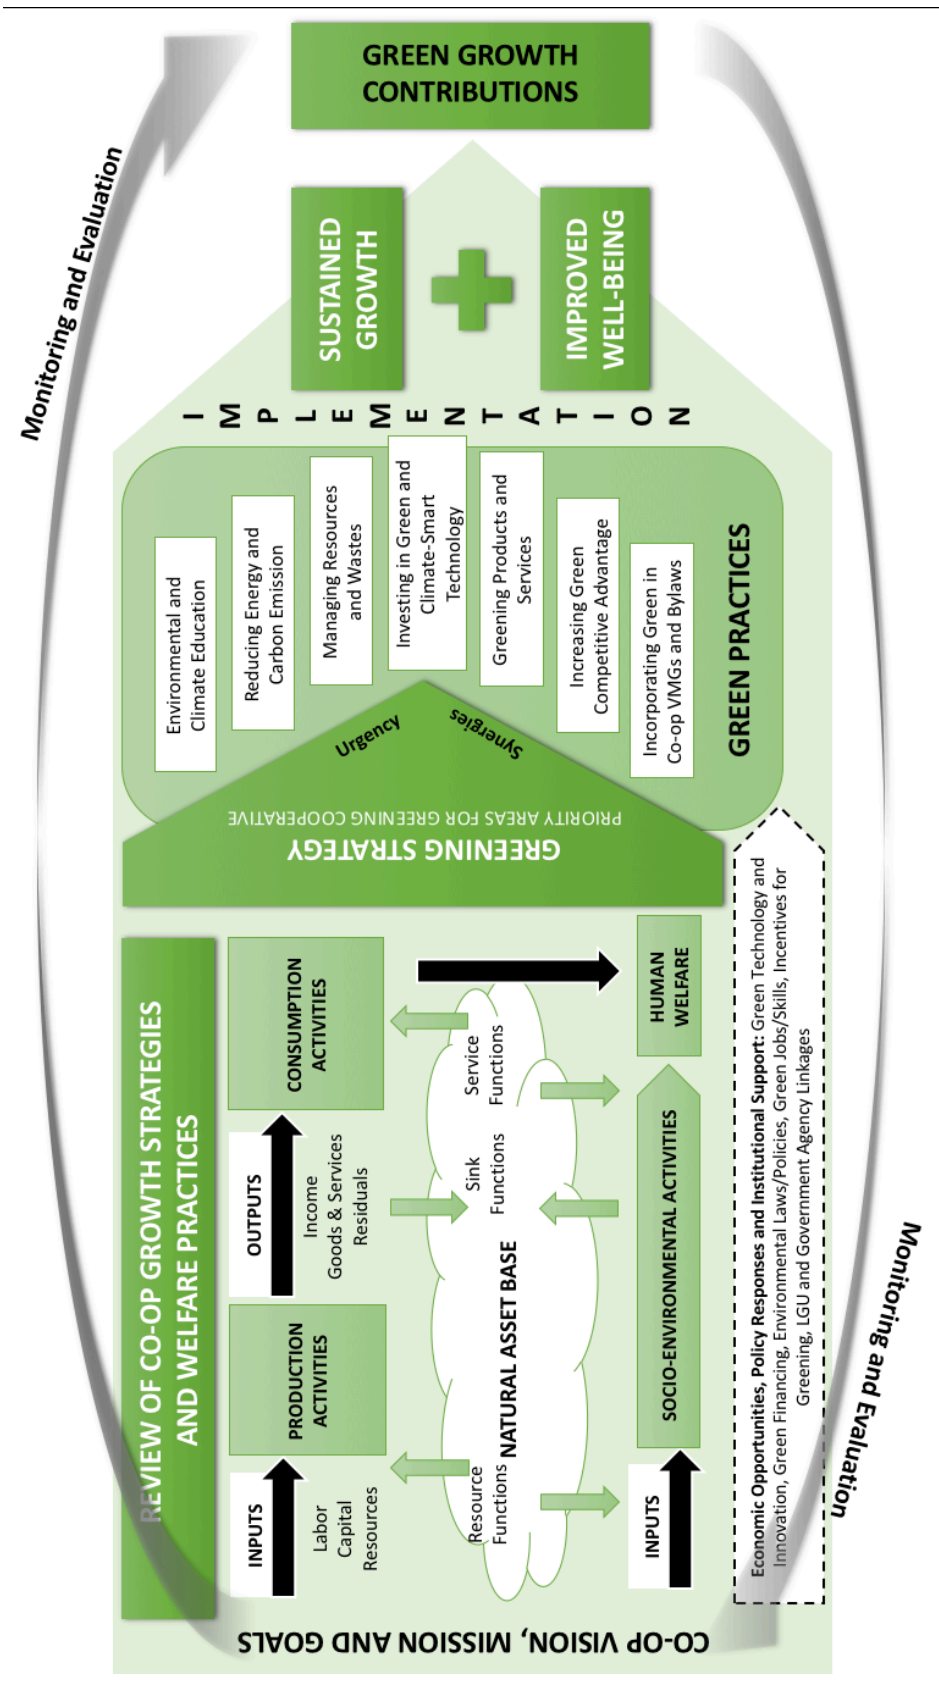 GREEN GROWTH
CONTRIBUTIONS
Monitoring and Evaluation
SUSTAINED
GROWTH
IMPROVED
WELL-BEING
IMPLEMENTATION
Environmental and
Climate Education
Reducing Energy and
Carbon Emission
Managing Resources
and Wastes
Investing in Green and
Climate-Smart
Technology
Greening Products and
Services
Increasing Green
Competitive Advantage
Incorporating Green in
Co-op VMGs and Bylaws
GREEN PRACTICES
Urgency
Synergies
PRIORITY AREAS FOR GREENING COOPERATIVE
GREENING STRATEGY
REVIEW OF CO-OP GROWTH STRATEGIES
AND WELFARE PRACTICES
INPUTS
Labor
Capital
Resources
PRODUCTION
ACTIVITIES
OUTPUTS
Income
Goods & Services
Residuals
CONSUMPTION
ACTIVITIES
Resource
Functions
NATURAL ASSET BASE
Sink
Functions
Service
Functions
INPUTS
SOCIO-ENVIRONMENTAL ACTIVITIES
HUMAN
WELFARE
Economic Opportunities, Policy Responses and Institutional Support: Green Technology and
Innovation, Green Financing, Environmental Laws/Policies, Green Jobs/Skills, Incentives for
Greening, LGU and Government Agency Linkages
Monitoring and Evaluation
CO-OP VISION, MISSION AND GOALS